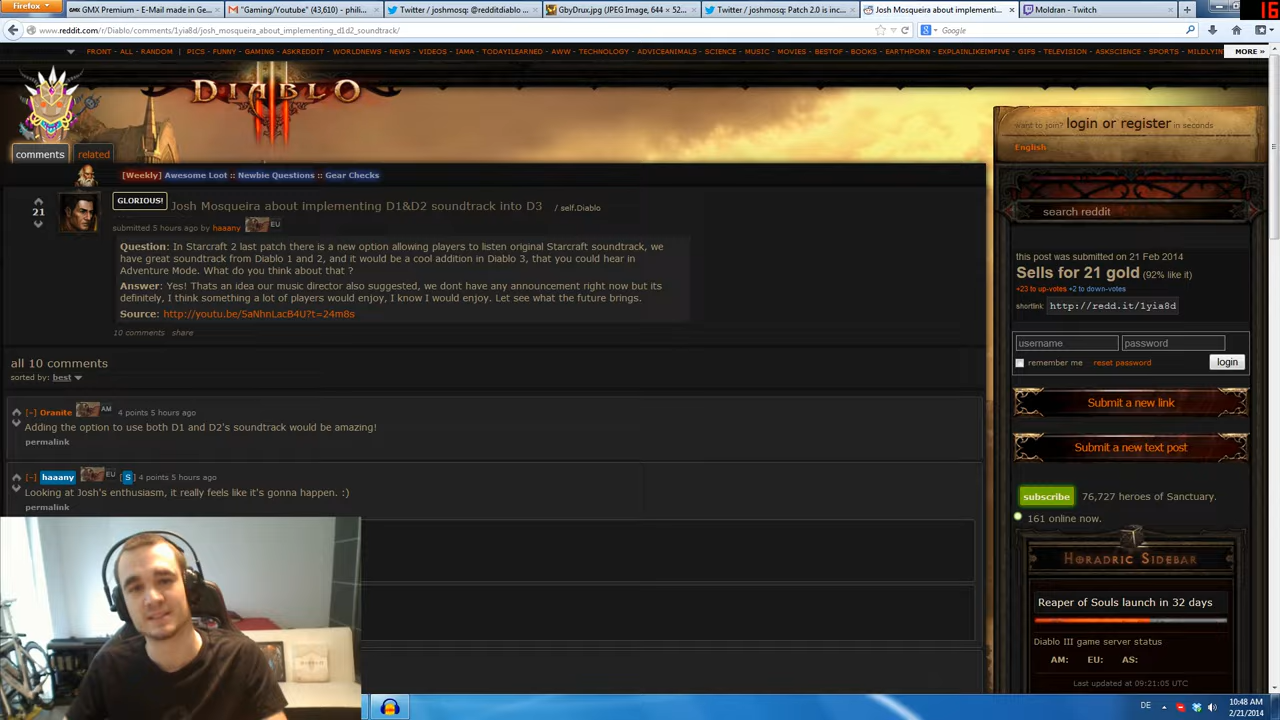 Firefox
GMX Premium - E-Mail made in Ge...
"Gaming/Youtube" (43,610) - phili...
Twitter / joshmosq: @redditdiablo ...
GbyDrux.jpg (JPEG Image, 644 × 52...
Twitter / joshmosq: Patch 2.0 is inc...
Josh Mosqueira about implementi...
Moldran - Twitch
16
www.reddit.com/r/Diablo/comments/1yia8d/josh_mosqueira_about_implementing_d1d2_soundtrack/
Google
FRONT - ALL - RANDOM | PICS - FUNNY - GAMING - ASKREDDIT - WORLDNEWS - NEWS - VIDEOS - IAMA - TODAYILEARNED - AWW - TECHNOLOGY - ADVICEANIMALS - SCIENCE - MUSIC - MOVIES - BESTOF - BOOKS - EARTHPORN - EXPLAINLIKEIMFIVE - GIFS - TELEVISION - ASKSCIENCE - SPORTS - MILDLYIN
MORE »
DIABLO
comments related
want to join? login or register in seconds
English
[Weekly] Awesome Loot :: Newbie Questions :: Gear Checks
21
GLORIOUS! Josh Mosqueira about implementing D1&D2 soundtrack into D3 / self.Diablo
submitted 5 hours ago by haaany EU
Question: In Starcraft 2 last patch there is a new option allowing players to listen original Starcraft soundtrack, we
have great soundtrack from Diablo 1 and 2, and it would be a cool addition in Diablo 3, that you could hear in
Adventure Mode. What do you think about that ?
Answer: Yes! Thats an idea our music director also suggested, we dont have any announcement right now but its
definitely, I think something a lot of players would enjoy, I know I would enjoy. Let see what the future brings.
Source: http://youtu.be/5aNhnLacB4U?t=24m8s
10 comments share
all 10 comments
sorted by: best
[–] Oranite AM 4 points 5 hours ago
Adding the option to use both D1 and D2's soundtrack would be amazing!
permalink
[–] haaany EU [S] 4 points 5 hours ago
Looking at Josh's enthusiasm, it really feels like it's gonna happen. :)
permalink
search reddit
this post was submitted on 21 Feb 2014
Sells for 21 gold (92% like it)
+23 to up-votes +2 to down-votes
shortlink: http://redd.it/1yia8d
username
password
remember me
reset password
login
Submit a new link
Submit a new text post
subscribe 76,727 heroes of Sanctuary.
161 online now.
HORADRIC SIDEBAR
Reaper of Souls launch in 32 days
Diablo III game server status
AM: EU: AS:
Last updated at 09:21:05 UTC
DE
10:48 AM
2/21/2014